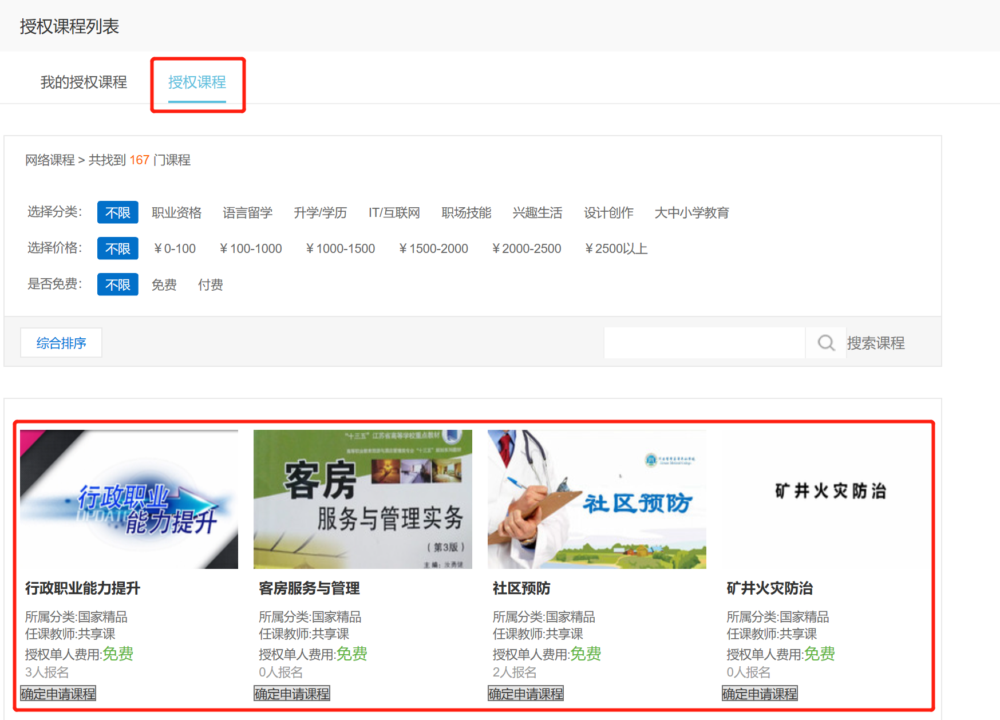 授权课程列表
我的授权课程 授权课程
网络课程 > 共找到 167 门课程
选择分类： 不限 职业资格 语言留学 升学/学历 IT/互联网 职场技能 兴趣生活 设计创作 大中小学教育
选择价格： 不限 ¥0-100 ¥100-1000 ¥1000-1500 ¥1500-2000 ¥2000-2500 ¥2500以上
是否免费： 不限 免费 付费
综合排序 搜索课程
行政职业
UPDAT
能力提升
"十三五"江苏省高等学校重点教材
客房
服务与管理实务
（第3版）
主编：汝勇健
社区预防
矿井火灾防治
行政职业能力提升 客房服务与管理 社区预防 矿井火灾防治
所属分类:国家精品 所属分类:国家精品 所属分类:国家精品 所属分类:国家精品
任课教师:共享课 任课教师:共享课 任课教师:共享课 任课教师:共享课
授权单人费用:免费 授权单人费用:免费 授权单人费用:免费 授权单人费用:免费
3人报名 0人报名 2人报名 0人报名
确定申请课程 确定申请课程 确定申请课程 确定申请课程